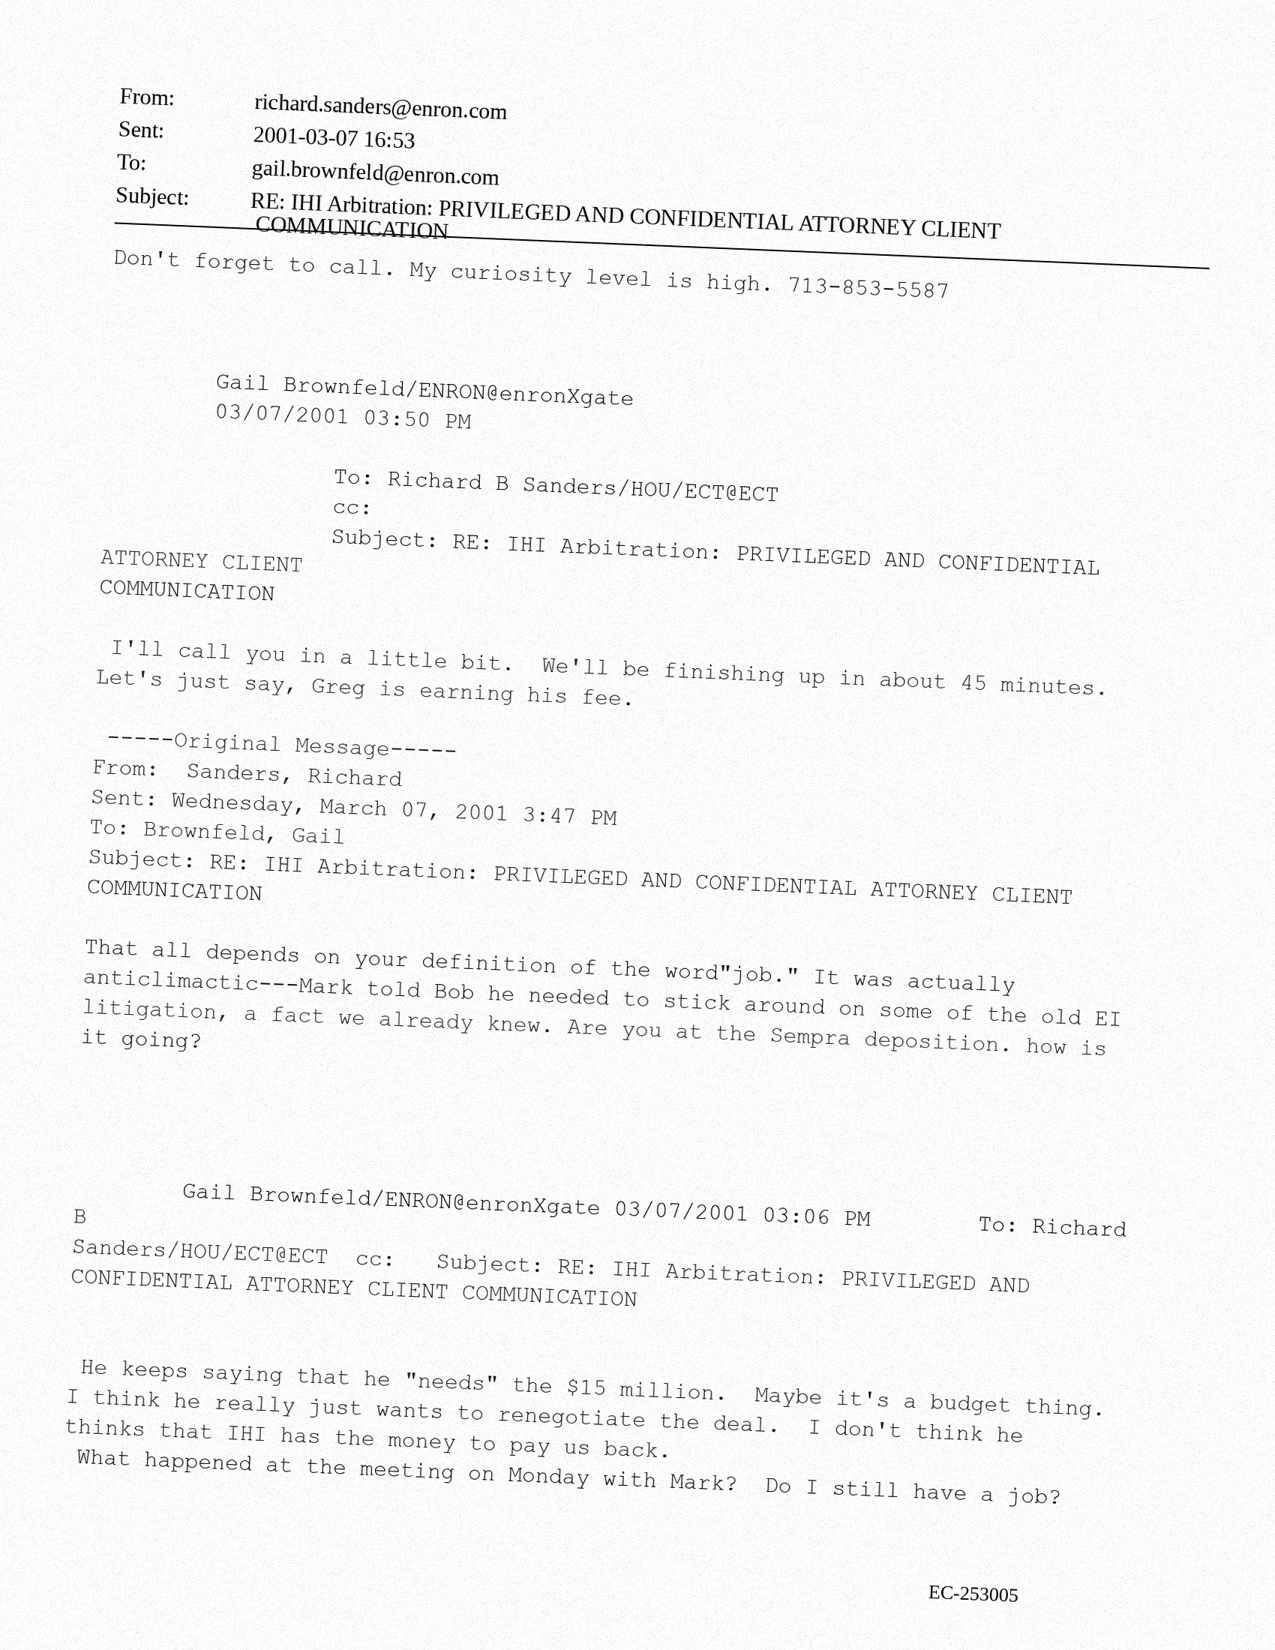 From: richard.sanders@enron.com
Sent: 2001-03-07 16:53
To: gail.brownfeld@enron.com
Subject: RE: IHI Arbitration: PRIVILEGED AND CONFIDENTIAL ATTORNEY CLIENT
COMMUNICATION
Don't forget to call. My curiosity level is high. 713-853-5587
Gail Brownfeld/ENRON@enronXgate
03/07/2001 03:50 PM
To: Richard B Sanders/HOU/ECT@ECT
cc:
Subject: RE: IHI Arbitration: PRIVILEGED AND CONFIDENTIAL
ATTORNEY CLIENT
COMMUNICATION
I'll call you in a little bit.  We'll be finishing up in about 45 minutes.
Let's just say, Greg is earning his fee.
-----Original Message-----
From:  Sanders, Richard
Sent: Wednesday, March 07, 2001 3:47 PM
To: Brownfeld, Gail
Subject: RE: IHI Arbitration: PRIVILEGED AND CONFIDENTIAL ATTORNEY CLIENT
COMMUNICATION
That all depends on your definition of the word"job." It was actually
anticlimactic---Mark told Bob he needed to stick around on some of the old EI
litigation, a fact we already knew. Are you at the Sempra deposition. how is
it going?
Gail Brownfeld/ENRON@enronXgate 03/07/2001 03:06 PM        To: Richard
B
Sanders/HOU/ECT@ECT  cc:   Subject: RE: IHI Arbitration: PRIVILEGED AND
CONFIDENTIAL ATTORNEY CLIENT COMMUNICATION
He keeps saying that he "needs" the $15 million.  Maybe it's a budget thing.
I think he really just wants to renegotiate the deal.  I don't think he
thinks that IHI has the money to pay us back.
What happened at the meeting on Monday with Mark?  Do I still have a job?
EC-253005